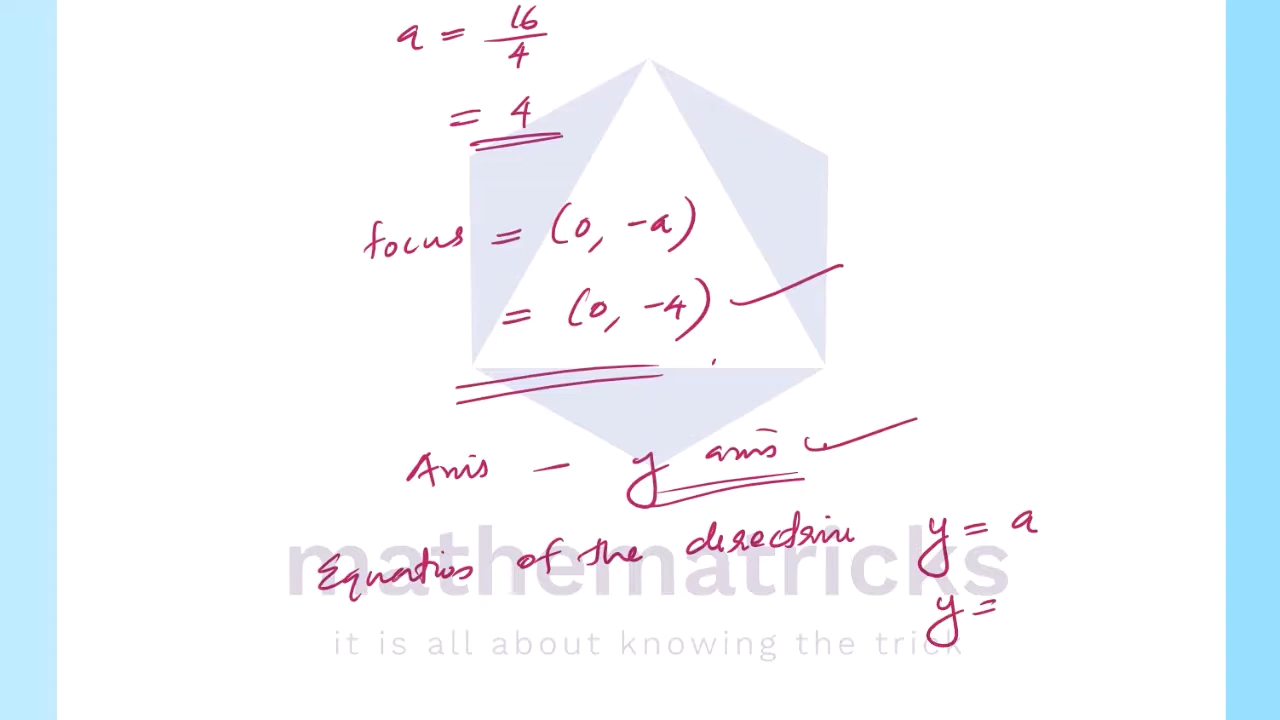 a = 16/4
= 4
focus = (0, -a)
= (0, -4)
Axis - y axis
Equation of the directrix y = a
y =
mathematricks
it is all about knowing the trick